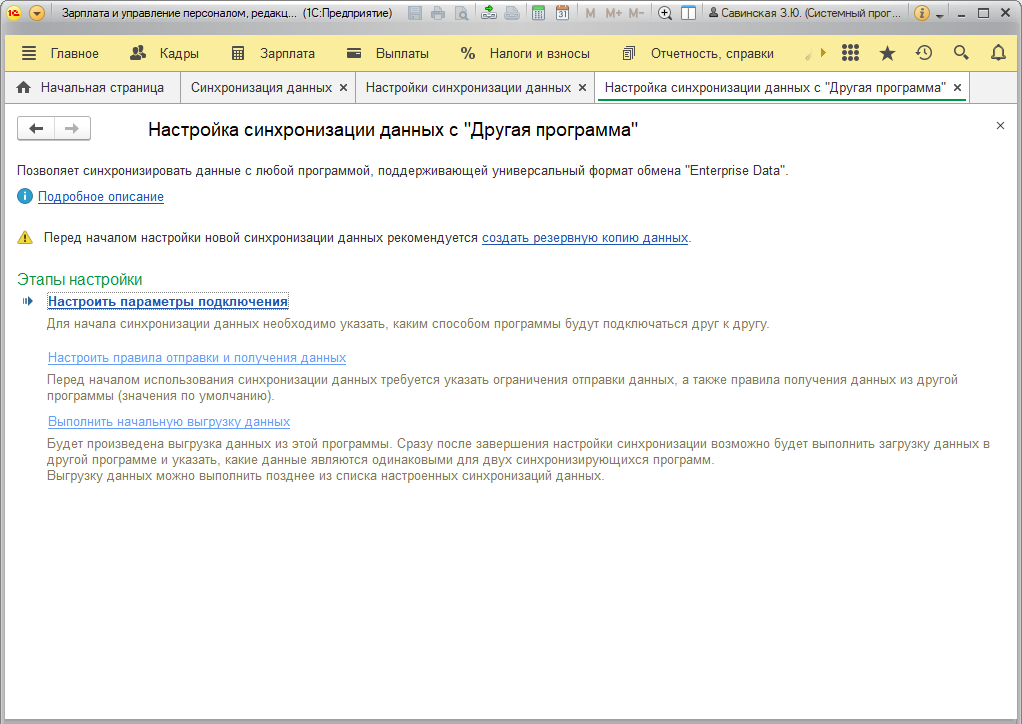 Зарплата и управление персоналом, редакц... (1С:Предприятие)
M M+ M-
Савинская З.Ю. (Системный прог...
Главное Кадры Зарплата Выплаты Налоги и взносы Отчетность, справки
Начальная страница Синхронизация данных Настройки синхронизации данных Настройка синхронизации данных с "Другая программа"
Настройка синхронизации данных с "Другая программа"
Позволяет синхронизировать данные с любой программой, поддерживающей универсальный формат обмена "Enterprise Data".
Подробное описание
Перед началом настройки новой синхронизации данных рекомендуется создать резервную копию данных.
Этапы настройки
Настроить параметры подключения
Для начала синхронизации данных необходимо указать, каким способом программы будут подключаться друг к другу.
Настроить правила отправки и получения данных
Перед началом использования синхронизации данных требуется указать ограничения отправки данных, а также правила получения данных из другой
программы (значения по умолчанию).
Выполнить начальную выгрузку данных
Будет произведена выгрузка данных из этой программы. Сразу после завершения настройки синхронизации возможно будет выполнить загрузку данных в
другой программе и указать, какие данные являются одинаковыми для двух синхронизирующихся программ.
Выгрузку данных можно выполнить позднее из списка настроенных синхронизаций данных.